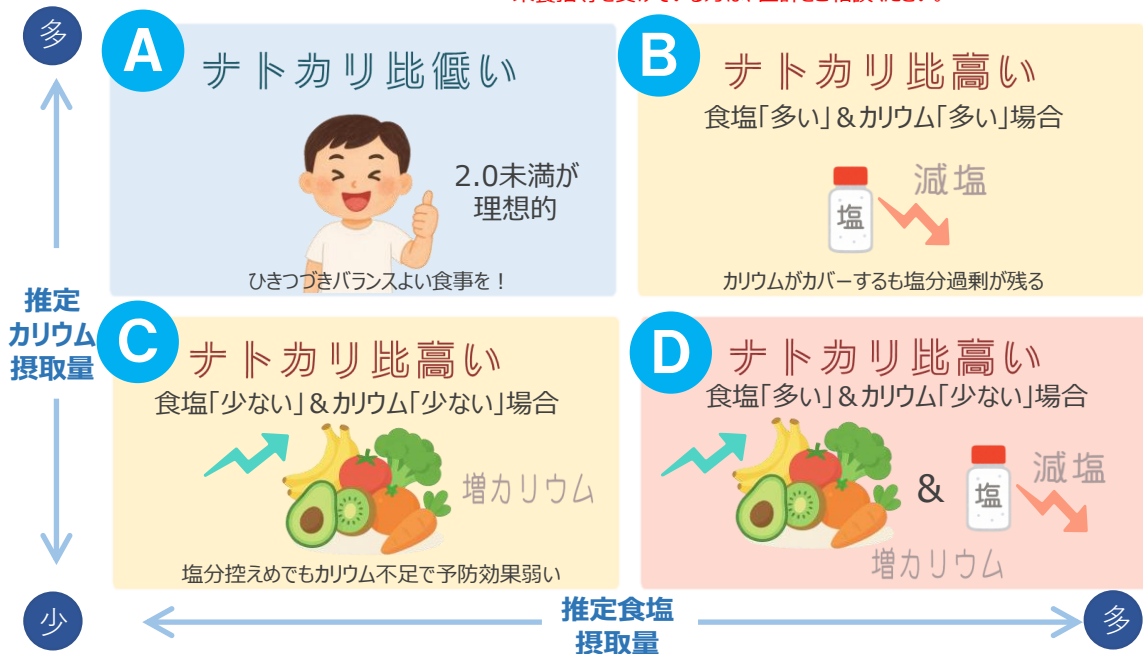 多
A
ナトカリ比低い
2.0未満が
理想的
ひきつづきバランスよい食事を！
B
ナトカリ比高い
食塩「多い」&カリウム「多い」場合
塩
減塩
カリウムがカバーするも塩分過剰が残る
推定
カリウム
摂取量
C
ナトカリ比高い
食塩「少ない」&カリウム「少ない」場合
増カリウム
塩分控えめでもカリウム不足で予防効果弱い
D
ナトカリ比高い
食塩「多い」&カリウム「少ない」場合
&
塩
減塩
増カリウム
少
推定食塩
摂取量
多